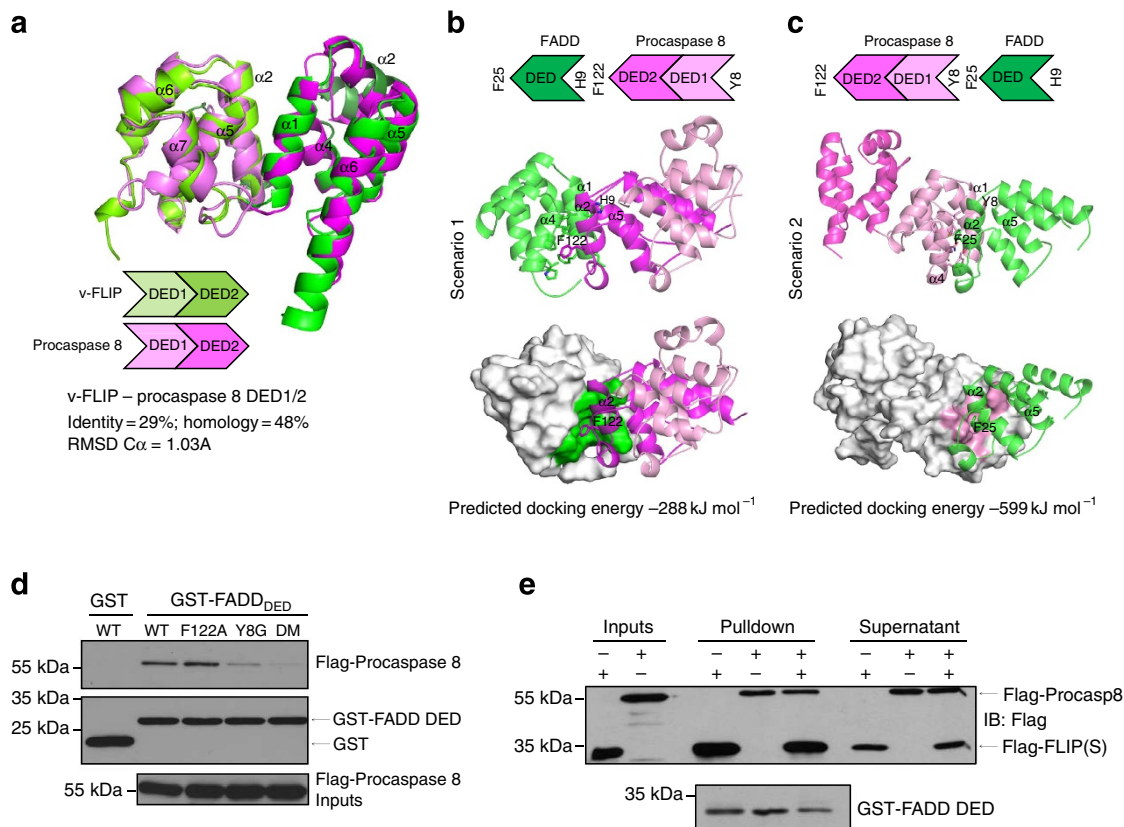 a
α2
α2
α6
α5
α1
α5
α7
α4
α6
v-FLIP
DED1
DED2
Procaspase 8
DED1
DED2
v-FLIP – procaspase 8 DED1/2
Identity = 29%; homology = 48%
RMSD Cα = 1.03A
b
FADD
Procaspase 8
F25
DED
H9
F122
DED2
DED1
Y8
Scenario 1
α1
α2
H9
α4
α5
F122
α2
F122
Predicted docking energy –288 kJ mol⁻¹
c
Procaspase 8
FADD
F122
DED2
DED1
Y8
F25
DED
H9
Scenario 2
α1
Y8
α2
α5
F25
α4
α2
α5
F25
Predicted docking energy –599 kJ mol⁻¹
d
GST
GST-FADD_DED
WT
WT F122A Y8G DM
55 kDa
Flag-Procaspase 8
35 kDa
25 kDa
GST-FADD DED
GST
55 kDa
Flag-Procaspase 8
Inputs
e
Inputs
Pulldown
Supernatant
– + – + + – + +
+ – + – + + – +
55 kDa
Flag-Procasp8
IB: Flag
35 kDa
Flag-FLIP(S)
35 kDa
GST-FADD DED